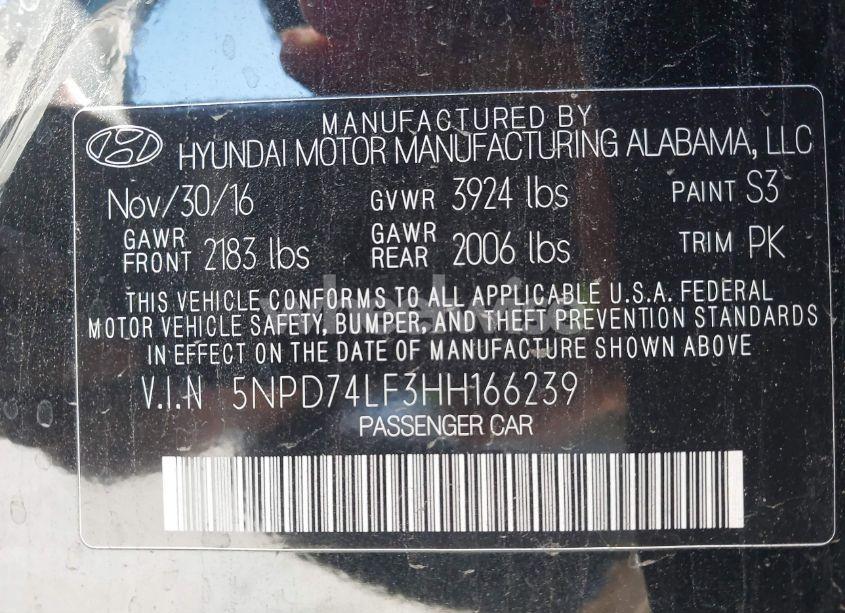 MANUFACTURED BY
HYUNDAI MOTOR MANUFACTURING ALABAMA, LLC
Nov/30/16 GVWR 3924 lbs PAINT S3
GAWR FRONT 2183 lbs GAWR REAR 2006 lbs TRIM PK
THIS VEHICLE CONFORMS TO ALL APPLICABLE U.S.A. FEDERAL
MOTOR VEHICLE SAFETY, BUMPER, AND THEFT PREVENTION STANDARDS
IN EFFECT ON THE DATE OF MANUFACTURE SHOWN ABOVE
V.I.N 5NPD74LF3HH166239
PASSENGER CAR